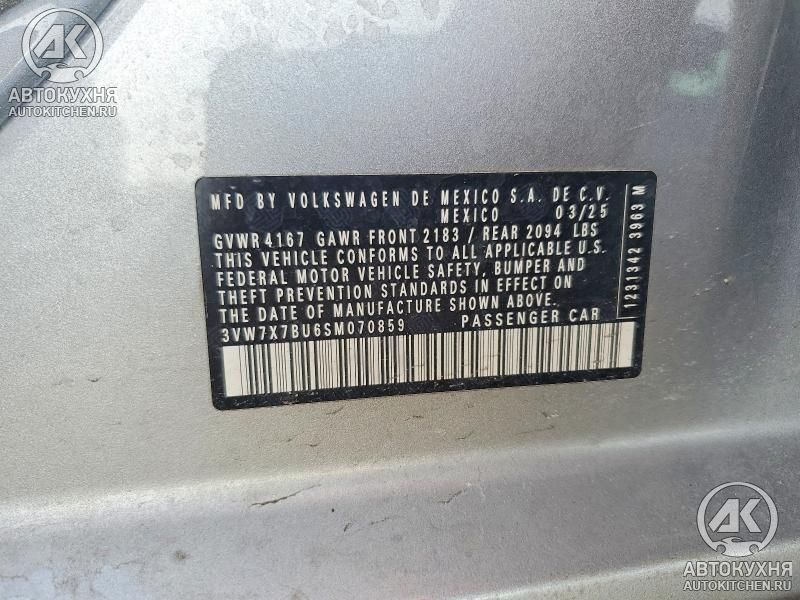 АК
АВТОКУХНЯ
AUTOKITCHEN.RU
MFD BY VOLKSWAGEN DE MEXICO S.A. DE C.V.
MEXICO 03/25
GVWR 4167 GAWR FRONT 2183 / REAR 2094 LBS
THIS VEHICLE CONFORMS TO ALL APPLICABLE U.S.
FEDERAL MOTOR VEHICLE SAFETY, BUMPER AND
THEFT PREVENTION STANDARDS IN EFFECT ON
THE DATE OF MANUFACTURE SHOWN ABOVE.
3VW7X7BU6SM070859 PASSENGER CAR
1231342 3963 M
АК
АВТОКУХНЯ
AUTOKITCHEN.RU